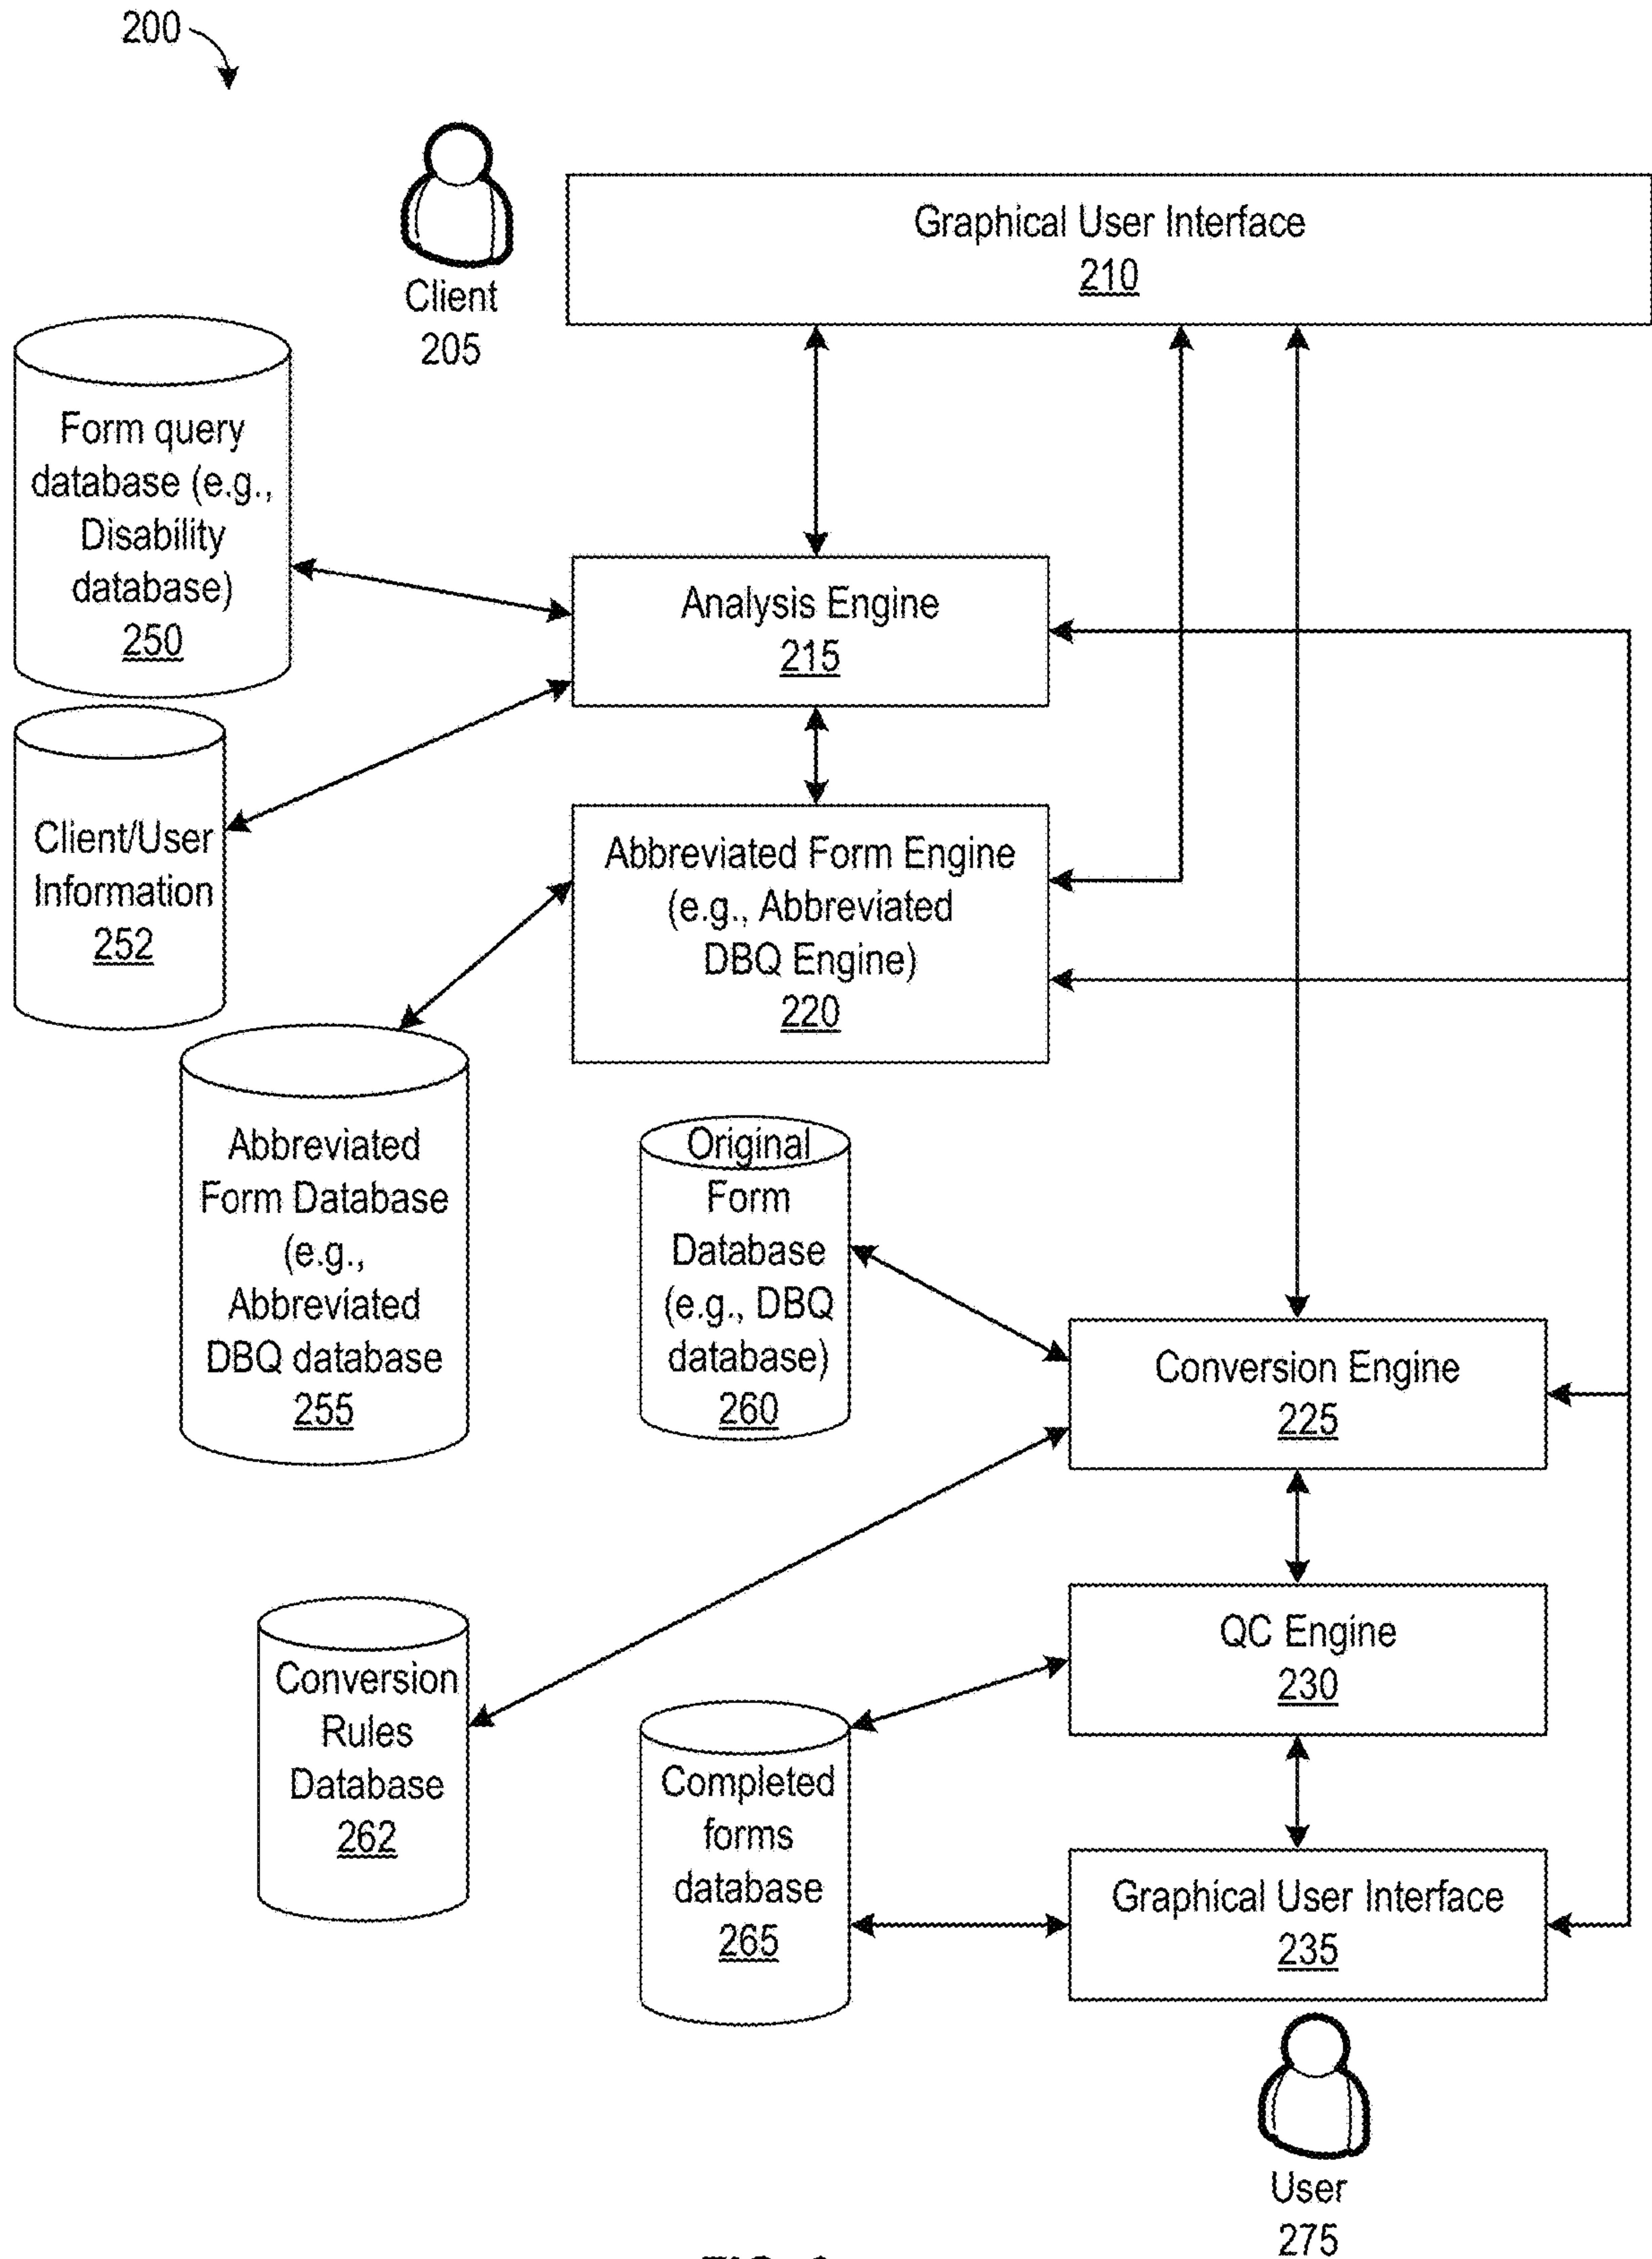 200
Client
205
Graphical User Interface
210
Form query
database (e.g.,
Disability
database)
250
Analysis Engine
215
Client/User
Information
252
Abbreviated Form Engine
(e.g., Abbreviated
DBQ Engine)
220
Abbreviated
Form Database
(e.g.,
Abbreviated
DBQ database
255
Original
Form
Database
(e.g., DBQ
database)
260
Conversion Engine
225
Conversion
Rules
Database
262
QC Engine
230
Completed
forms
database
265
Graphical User Interface
235
User
275